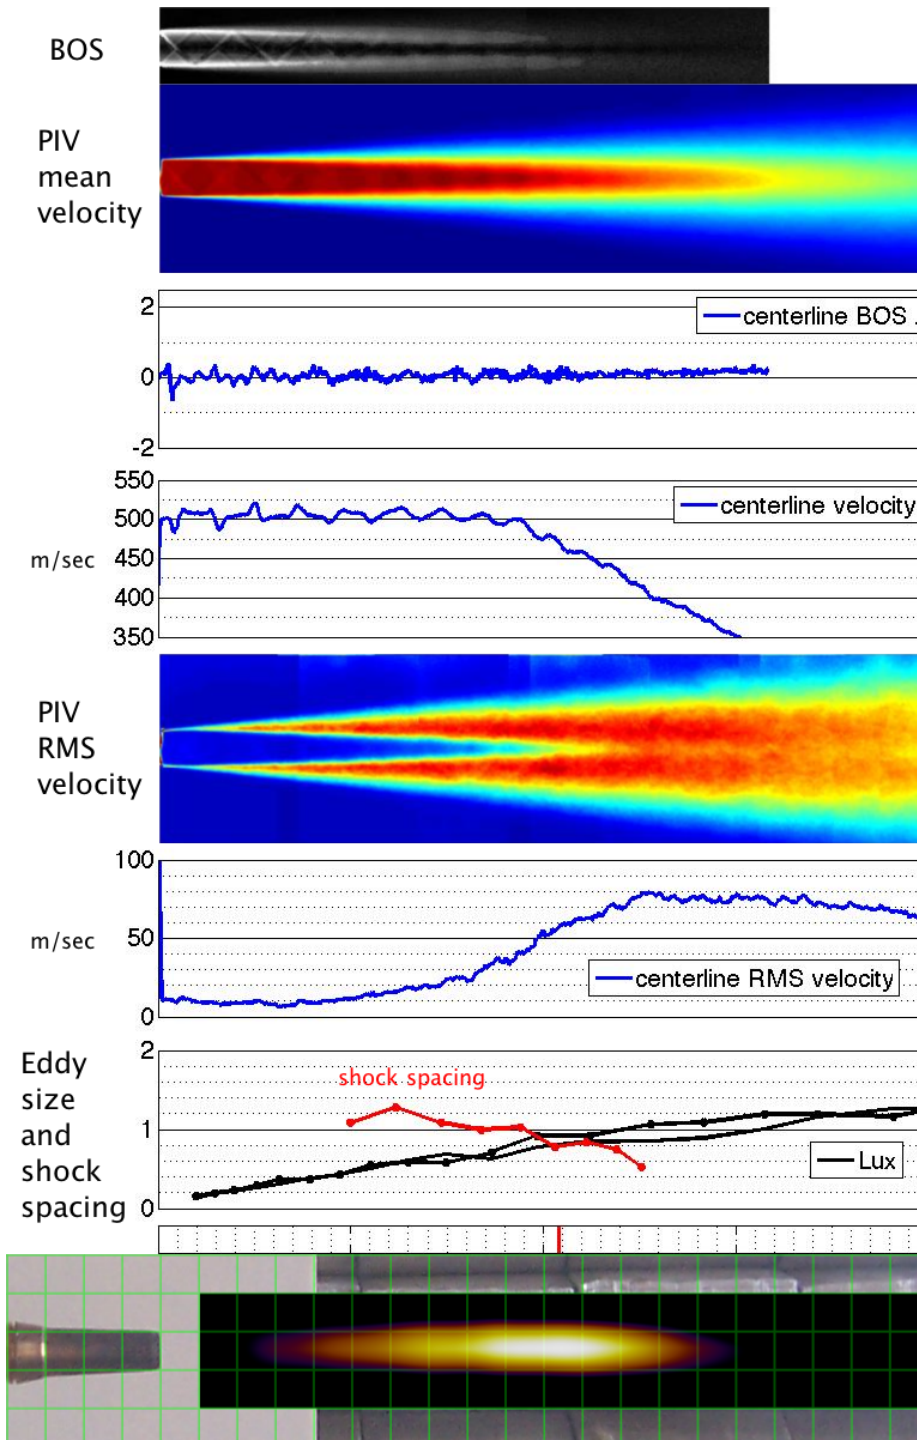 BOS
PIV
mean
velocity
2
0
-2
centerline BOS .
550
500
450
400
350
m/sec
centerline velocity
PIV
RMS
velocity
100
50
0
m/sec
centerline RMS velocity
Eddy
size
and
shock
spacing
2
1
0
shock spacing
Lux